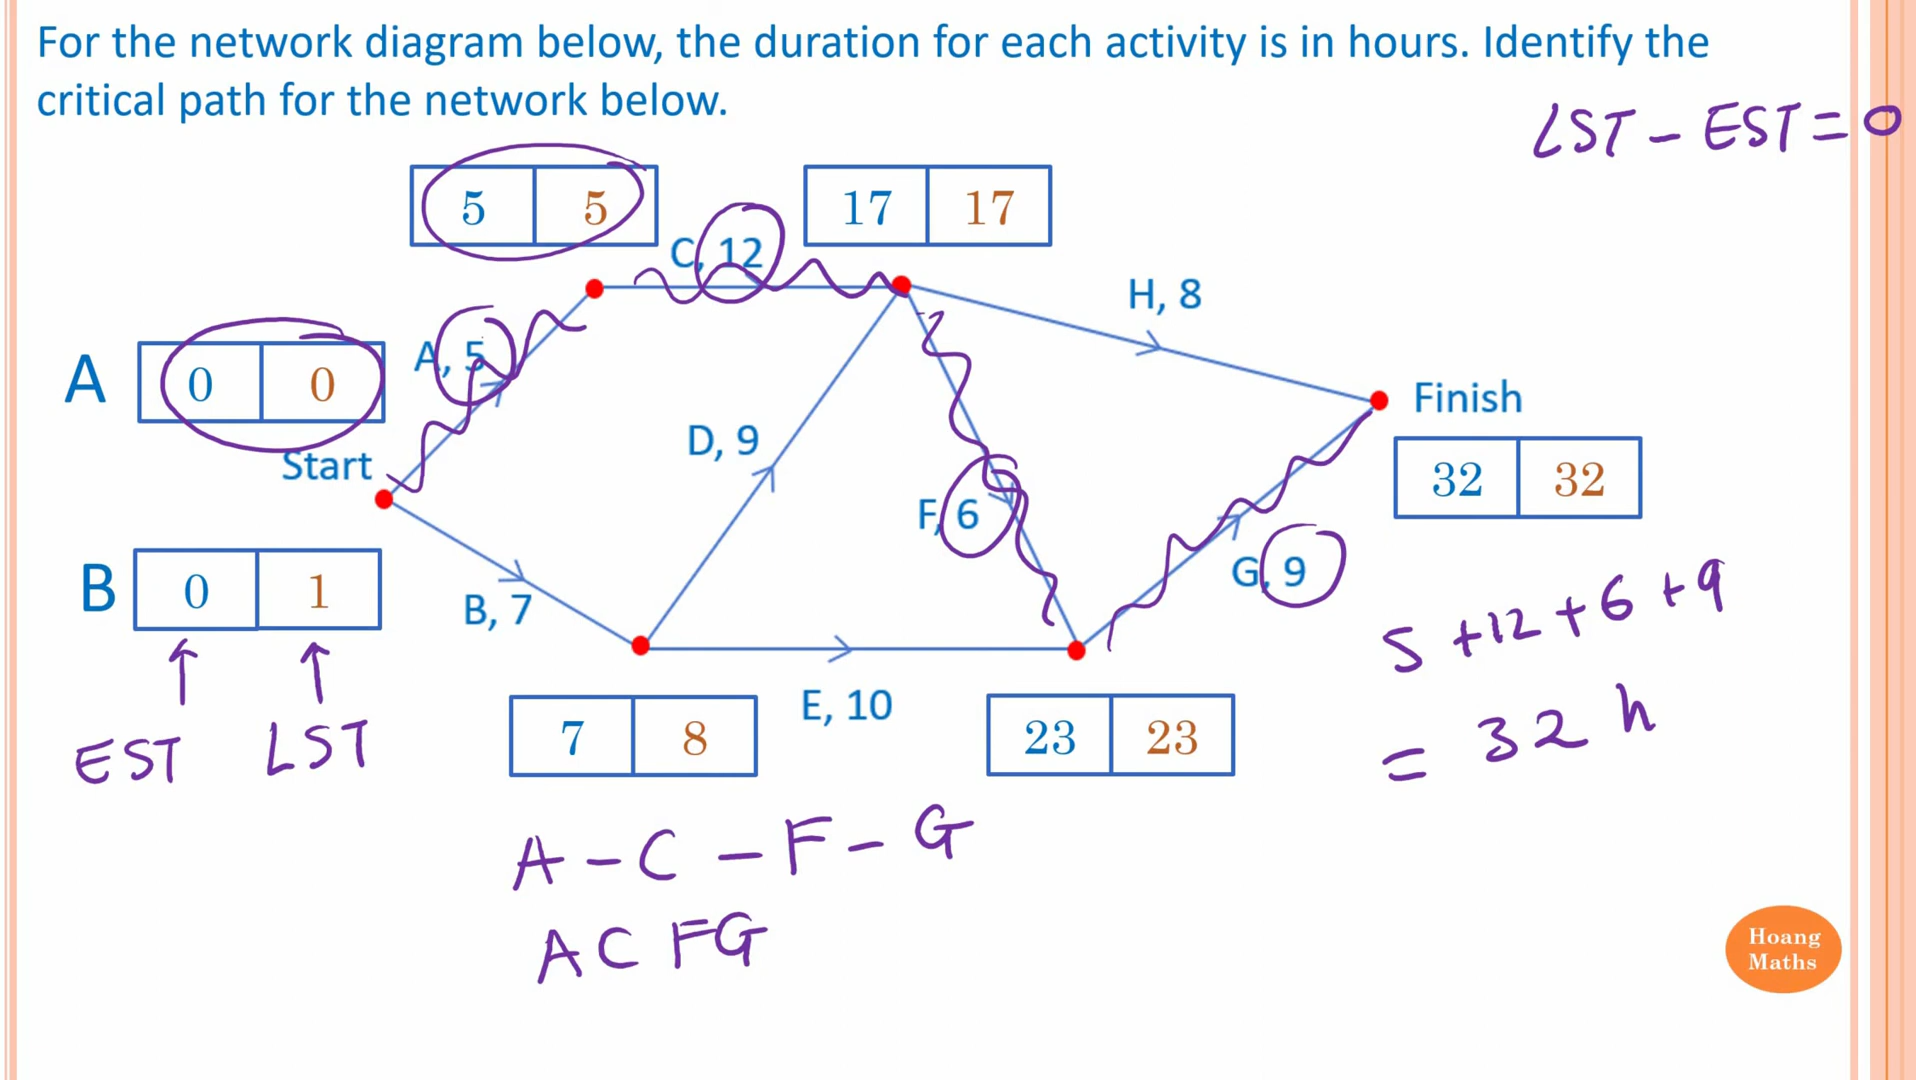 For the network diagram below, the duration for each activity is in hours. Identify the
critical path for the network below.
LST - EST = 0
5 5
17 17
C, 12
H, 8
A 0 0
A, 5
Finish
D, 9
Start
32 32
F, 6
G, 9
B 0 1
B, 7
5 + 12 + 6 + 9
= 32 h
E, 10
7 8
23 23
EST LST
A - C - F - G
A C F G
Hoang
Maths